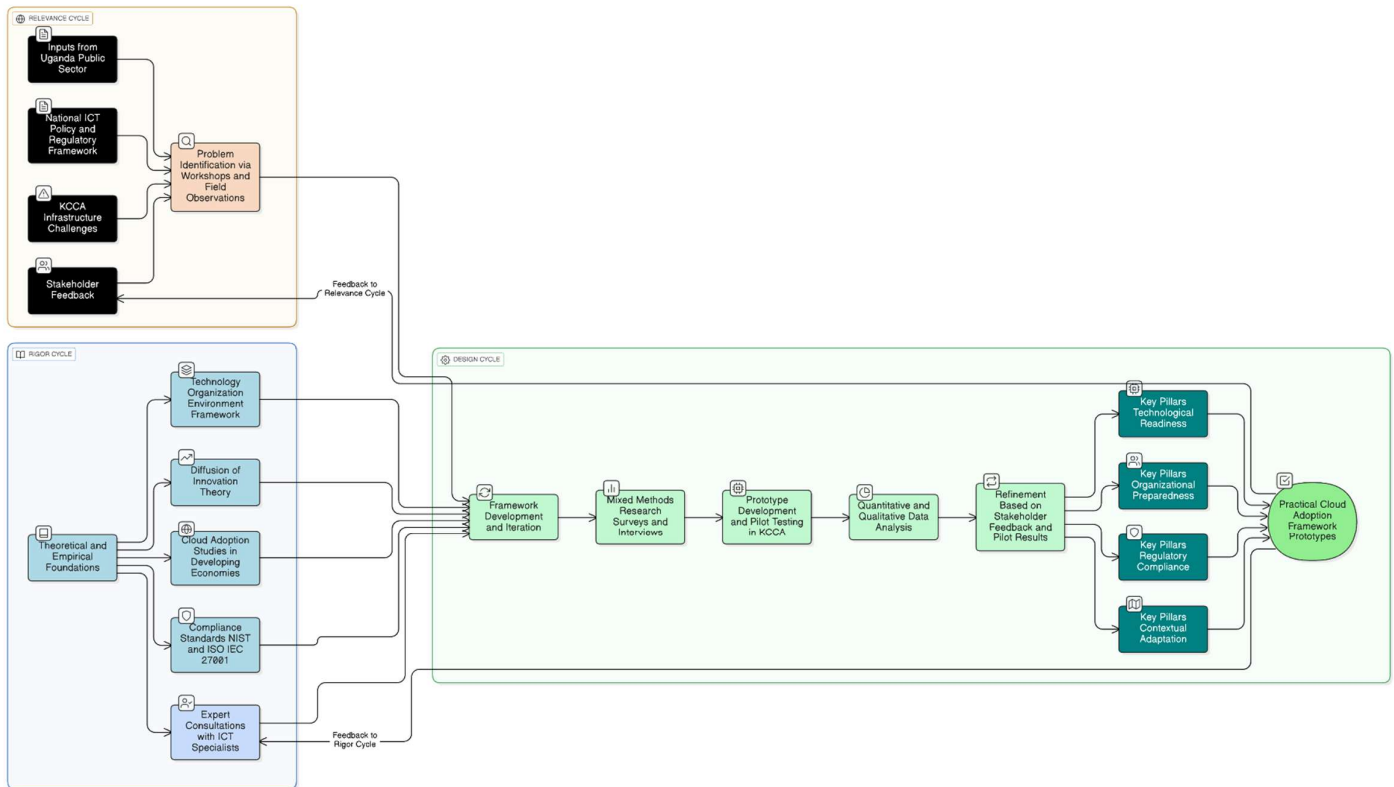 RELEVANCE CYCLE
Inputs from
Uganda Public
Sector
National ICT
Policy and
Regulatory
Framework
KCCA
Infrastructure
Challenges
Stakeholder
Feedback
Problem
Identification via
Workshops and
Field
Observations
Feedback to
Relevance Cycle
RIGOR CYCLE
Theoretical and
Empirical
Foundations
Technology
Organization
Environment
Framework
Diffusion of
Innovation
Theory
Cloud Adoption
Studies in
Developing
Economies
Compliance
Standards NIST
and ISO IEC
27001
Expert
Consultations
with ICT
Specialists
Feedback to
Rigor Cycle
DESIGN CYCLE
Framework
Development
and Iteration
Mixed Methods
Research
Surveys and
Interviews
Prototype
Development
and Pilot Testing
in KCCA
Quantitative and
Qualitative Data
Analysis
Refinement
Based on
Stakeholder
Feedback and
Pilot Results
Key Pillars
Technological
Readiness
Key Pillars
Organizational
Preparedness
Key Pillars
Regulatory
Compliance
Key Pillars
Contextual
Adaptation
Practical Cloud
Adoption
Framework
Prototypes